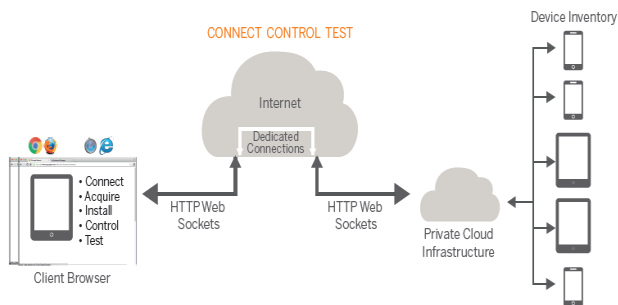 Device Inventory
CONNECT CONTROL TEST
Internet
Dedicated
Connections
• Connect
• Acquire
• Install
• Control
• Test
HTTP Web
Sockets
HTTP Web
Sockets
Private Cloud
Infrastructure
Client Browser